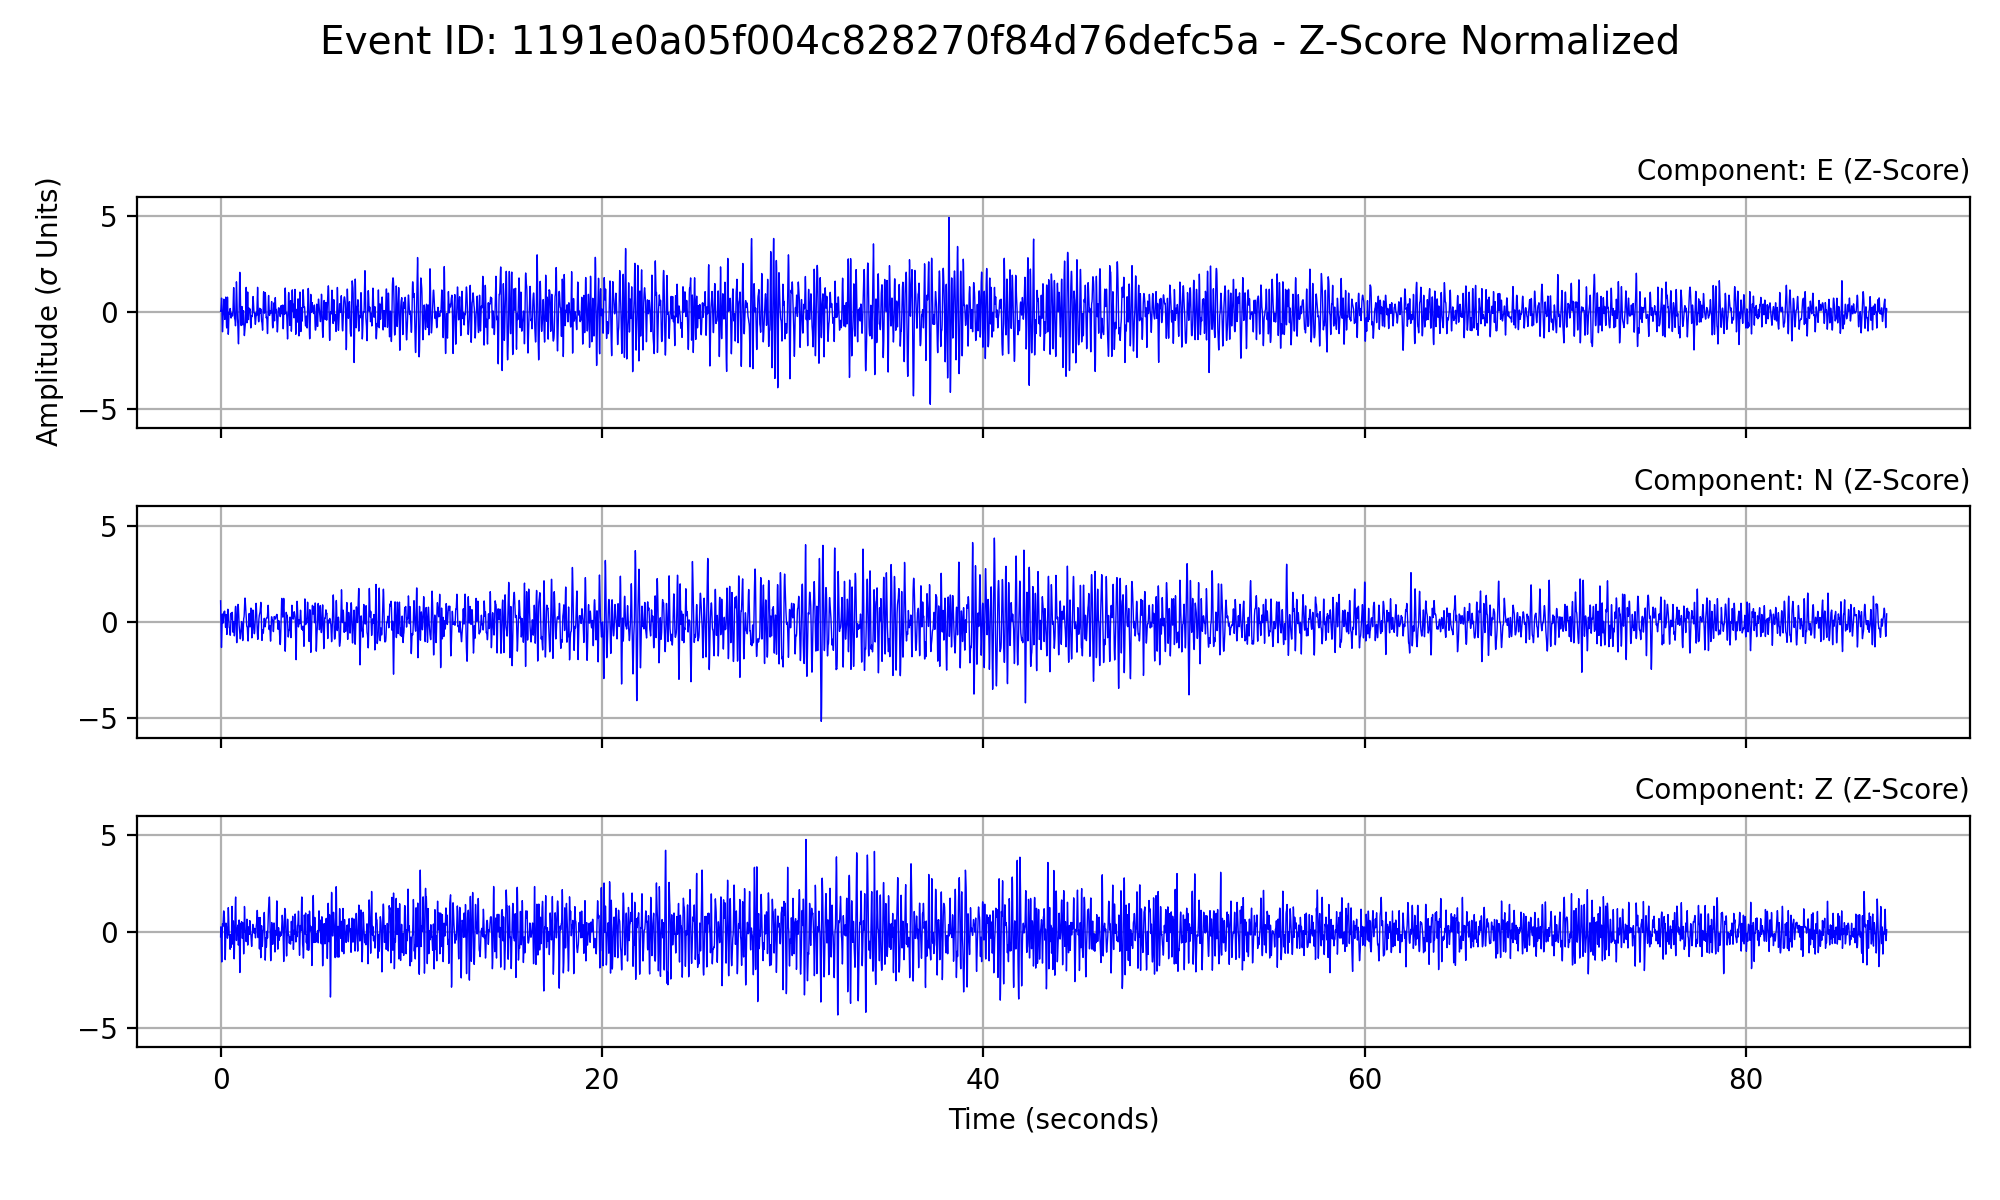 Event ID: 1191e0a05f004c828270f84d76defc5a - Z-Score Normalized
Component: E (Z-Score)
Amplitude (σ Units)
5
0
−5
Component: N (Z-Score)
5
0
−5
Component: Z (Z-Score)
5
0
−5
0 20 40 60 80
Time (seconds)